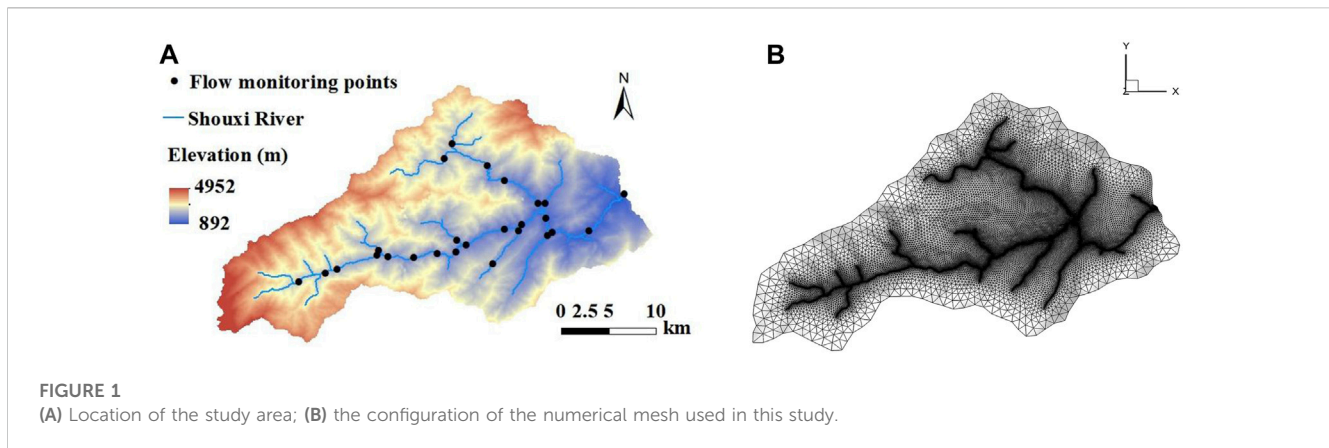 A
Flow monitoring points
Shouxi River
Elevation (m)
4952
892
N
0 2.5 5 10
km
B
Y
Z X
FIGURE 1
(A) Location of the study area; (B) the configuration of the numerical mesh used in this study.